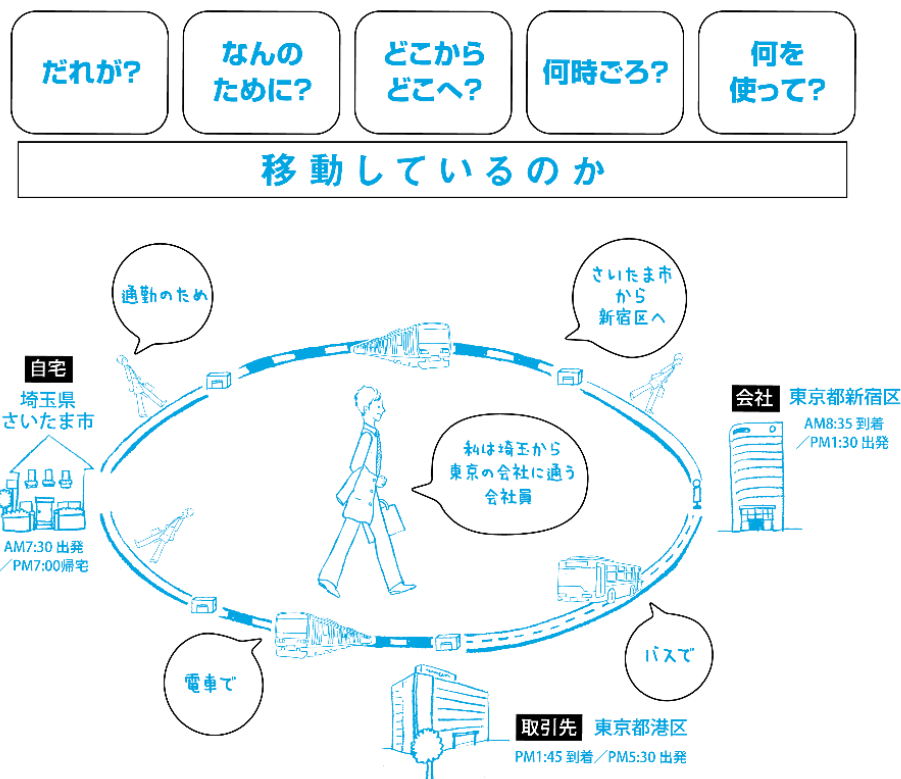 だれが?
なんの
ために?
どこから
どこへ?
何時ごろ?
何を
使って?
移動しているのか
通勤のため
さいたま市
から
新宿区へ
自宅
埼玉県
さいたま市
AM7:30 出発
/PM7:00帰宅
私は埼玉から
東京の会社に通う
会社員
会社 東京都新宿区
AM8:35 到着
/PM1:30 出発
電車で
バスで
取引先 東京都港区
PM1:45 到着/PM5:30 出発